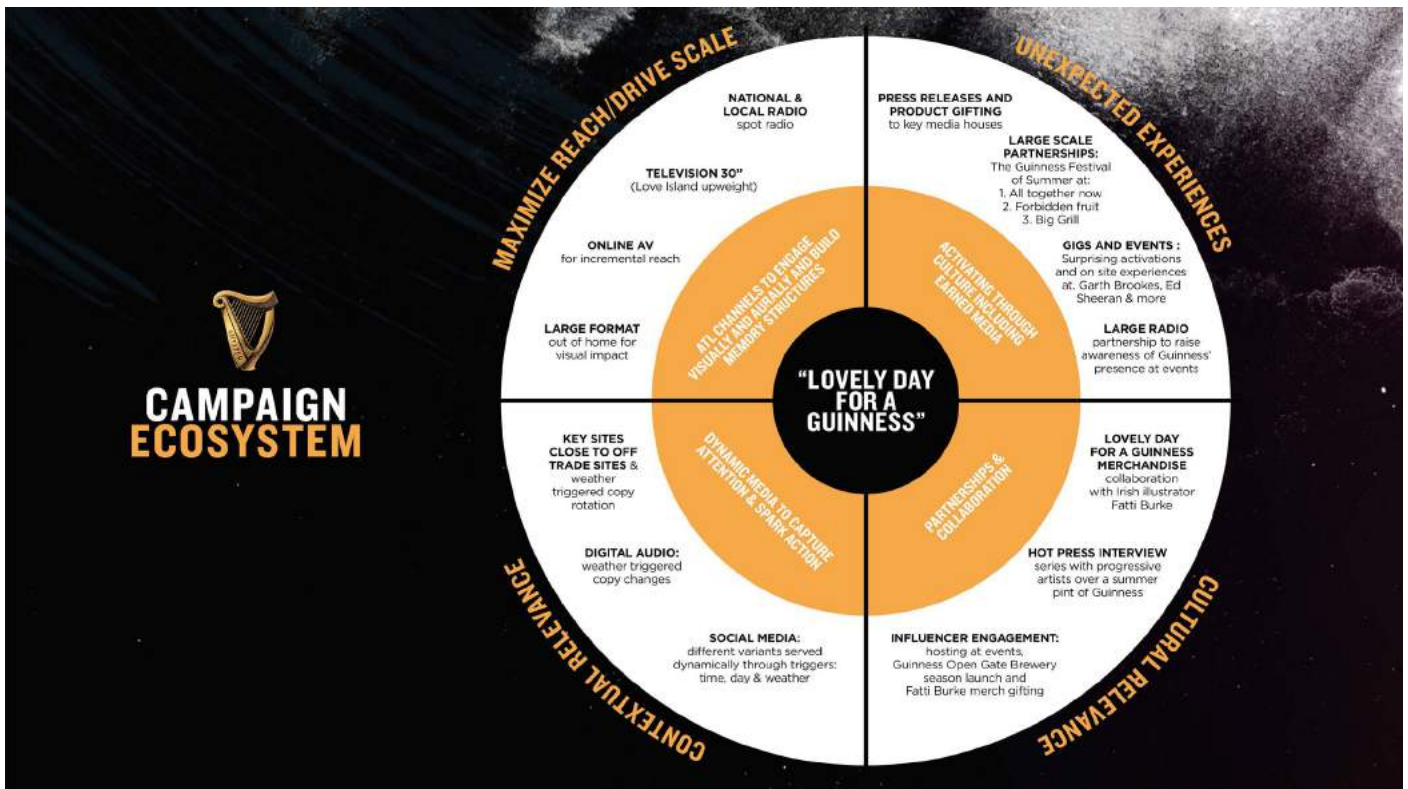 CAMPAIGN
ECOSYSTEM
MAXIMIZE REACH/DRIVE SCALE
NATIONAL &
LOCAL RADIO
spot radio
TELEVISION 30"
(Love Island upweight)
ONLINE AV
for incremental reach
LARGE FORMAT
out of home for
visual impact
ATL CHANNELS TO ENGAGE
VISUALLY AND AURALLY AND BUILD
MEMORY STRUCTURES
UNEXPECTED EXPERIENCES
PRESS RELEASES AND
PRODUCT GIFTING
to key media houses
LARGE SCALE
PARTNERSHIPS:
The Guinness Festival
of Summer at:
1. All together now
2. Forbidden fruit
3. Big Grill
GIGS AND EVENTS :
Surprising activations
and on site experiences
at. Garth Brookes, Ed
Sheeran & more
LARGE RADIO
partnership to raise
awareness of Guinness'
presence at events
ACTIVATING THROUGH
CULTURE INCLUDING
EARNED MEDIA
"LOVELY DAY
FOR A
GUINNESS"
KEY SITES
CLOSE TO OFF
TRADE SITES &
weather
triggered copy
rotation
DIGITAL AUDIO:
weather triggered
copy changes
SOCIAL MEDIA:
different variants served
dynamically through triggers:
time, day & weather
DYNAMIC MEDIA TO CAPTURE
ATTENTION & SPARK ACTION
CONTEXTUAL RELEVANCE
PARTNERSHIPS &
COLLABORATION
LOVELY DAY
FOR A GUINNESS
MERCHANDISE
collaboration
with Irish illustrator
Fatti Burke
HOT PRESS INTERVIEW
series with progressive
artists over a summer
pint of Guinness
INFLUENCER ENGAGEMENT:
hosting at events,
Guinness Open Gate Brewery
season launch and
Fatti Burke merch gifting
CULTURAL RELEVANCE